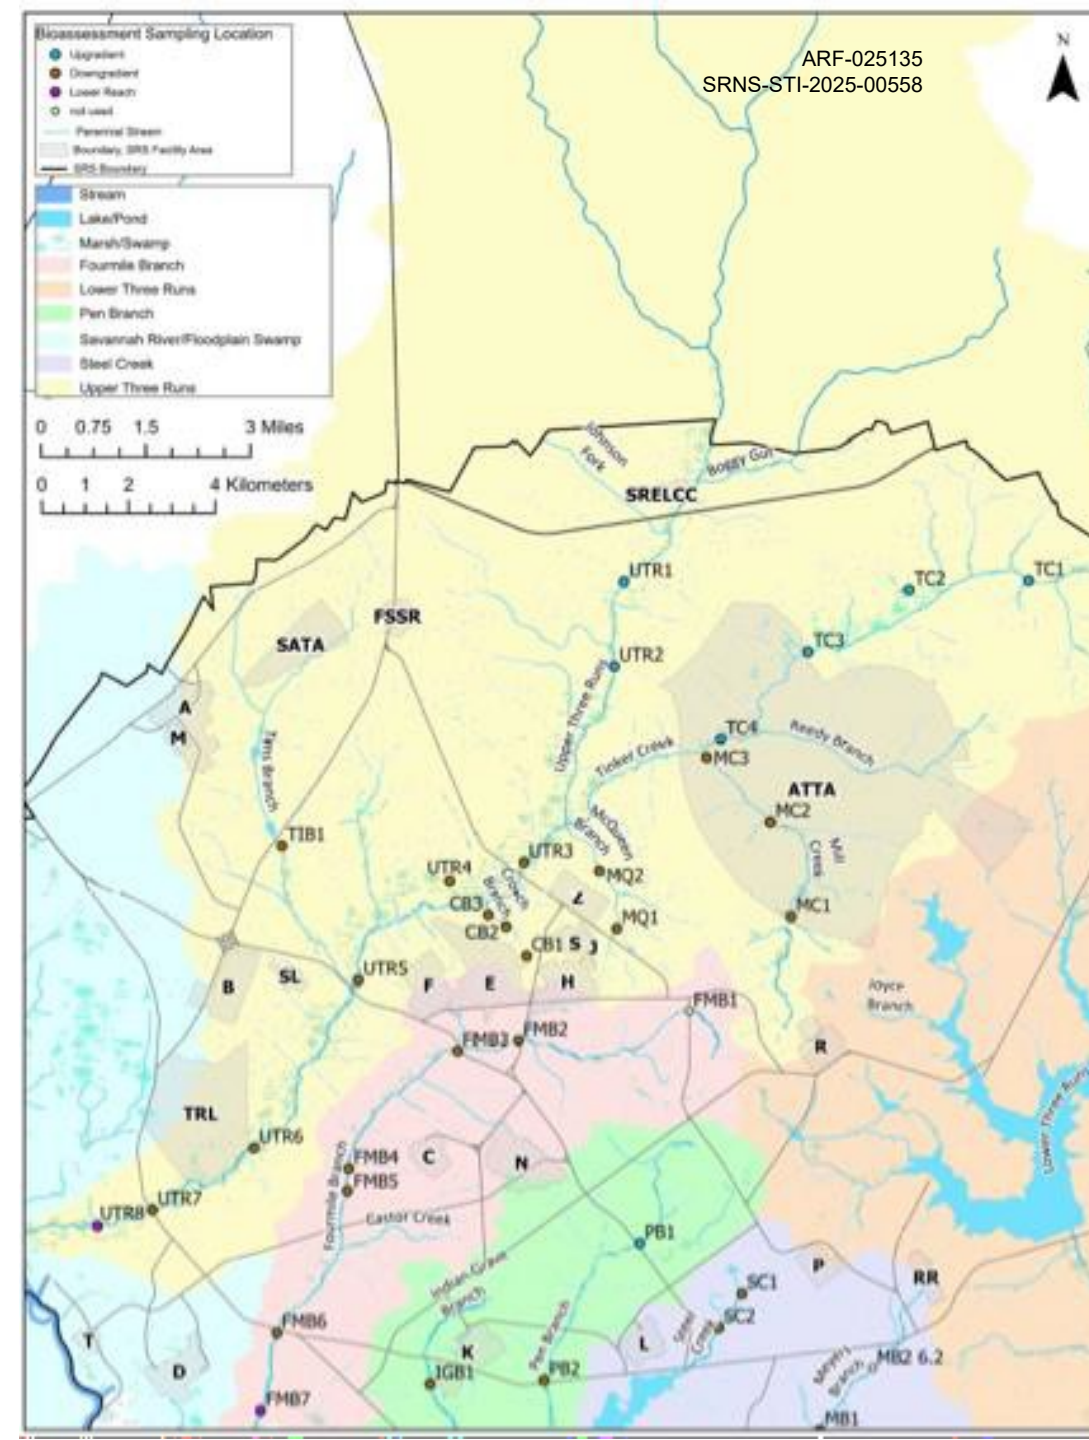 Bioassessment Sampling Location
Upgradient
Downgradient
Lower Reach
not used
Perennial Stream
Boundary, SRS Facility Area
SRS Boundary
Stream
Lake/Pond
Marsh/Swamp
Fourmile Branch
Lower Three Runs
Pen Branch
Savannah River/Floodplain Swamp
Steel Creek
Upper Three Runs
0 0.75 1.5 3 Miles
0 1 2 4 Kilometers
ARF-025135
SRNS-STI-2025-00558
N
Johnson
Fork
Boggy Gut
SRELCC
UTR1
TC2
TC1
FSSR
SATA
TC3
UTR2
A
M
Upper Three Runs
TC4
Reedy Branch
Tinker Creek
MC3
Tims Branch
ATTA
MC2
McQueen
Branch
Mill
Creek
TIB1
UTR3
UTR4
MQ2
Crouch
Branch
CB3
Z
MC1
CB2
MQ1
CB1
S J
UTR5
SL
B
F
E
H
Joyce
Branch
FMB1
FMB3
FMB2
R
TRL
Lower Three Runs
UTR6
C
N
FMB4
FMB5
Fourmile Branch
Castor Creek
UTR8
UTR7
PB1
Indian Grave
Branch
P
RR
SC1
SC2
FMB6
T
Steel
Creek
L
K
Pen Branch
MB2 6.2
Meyers
Branch
D
IGB1
PB2
FMB7
MB1